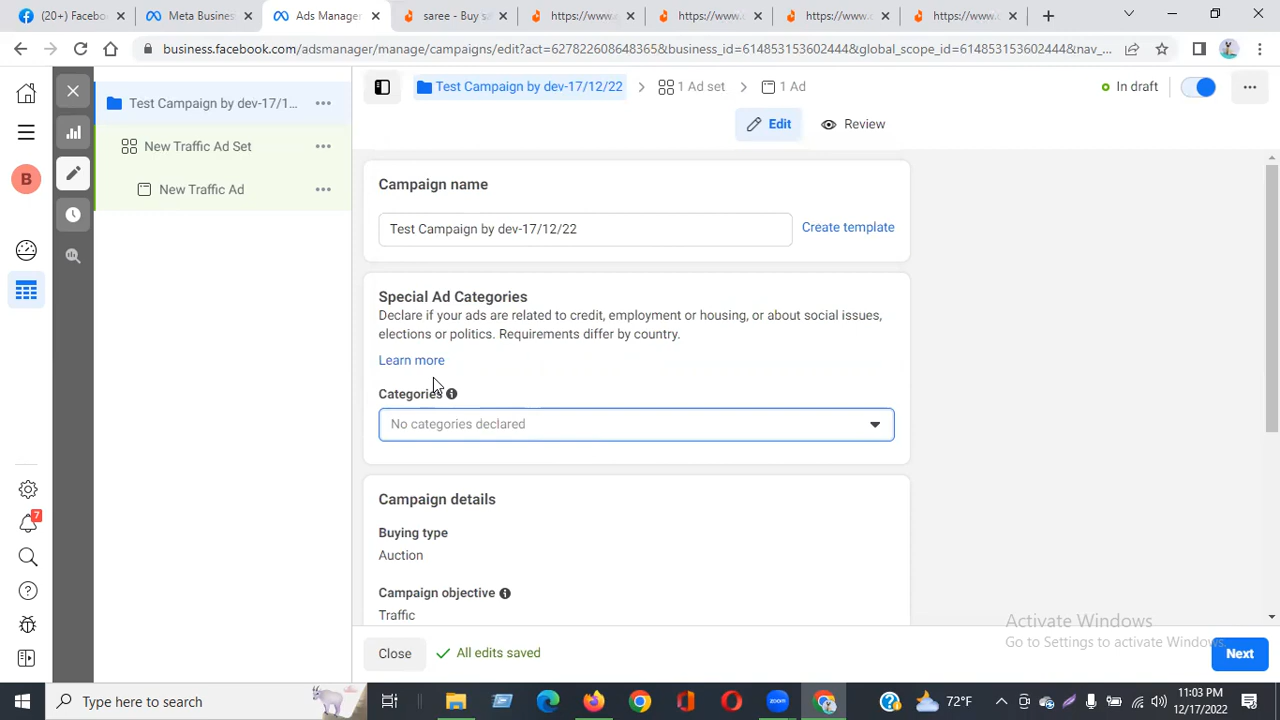 (20+) Facebo
Meta Business
Ads Manager
saree - Buy sa
https://www.
https://www.
https://www.
https://www.
business.facebook.com/adsmanager/manage/campaigns/edit?act=627822608648365&business_id=614853153602444&global_scope_id=614853153602444&nav_...
Test Campaign by dev-17/1...
New Traffic Ad Set
New Traffic Ad
B
7
Test Campaign by dev-17/12/22
1 Ad set
1 Ad
In draft
Edit
Review
Campaign name
Test Campaign by dev-17/12/22
Create template
Special Ad Categories
Declare if your ads are related to credit, employment or housing, or about social issues,
elections or politics. Requirements differ by country.
Learn more
Categories
No categories declared
Campaign details
Buying type
Auction
Campaign objective
Traffic
Activate Windows
Go to Settings to activate Windows.
Close
All edits saved
Next
Type here to search
zoom
72°F
11:03 PM
12/17/2022